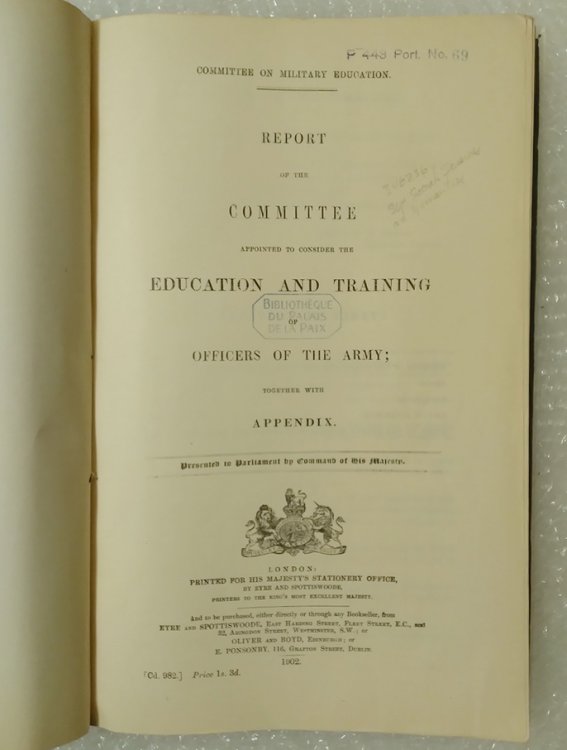 P 449 Port. No. 69
COMMITTEE ON MILITARY EDUCATION.
REPORT
OF THE
COMMITTEE
APPOINTED TO CONSIDER THE
EDUCATION AND TRAINING
BIBLIOTHÈQUE
DU PALAIS
DE LA PAIX
OF
OFFICERS OF THE ARMY;
TOGETHER WITH
APPENDIX.
Presented to Parliament by Command of His Majesty.
LONDON:
PRINTED FOR HIS MAJESTY'S STATIONERY OFFICE,
BY EYRE AND SPOTTISWOODE,
PRINTERS TO THE KING'S MOST EXCELLENT MAJESTY.
And to be purchased, either directly or through any Bookseller, from
EYRE AND SPOTTISWOODE, EAST HARDING STREET, FLEET STREET, E.C., and
32, ABINGDON STREET, WESTMINSTER, S.W.; or
OLIVER AND BOYD, EDINBURGH; or
E. PONSONBY, 116, GRAFTON STREET, DUBLIN.
1902.
[Cd. 982.] Price 1s. 3d.